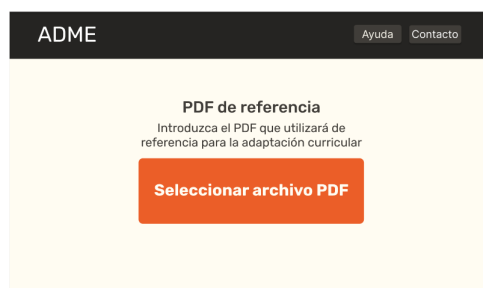 ADME
Ayuda
Contacto
PDF de referencia
Introduzca el PDF que utilizará de
referencia para la adaptación curricular
Seleccionar archivo PDF